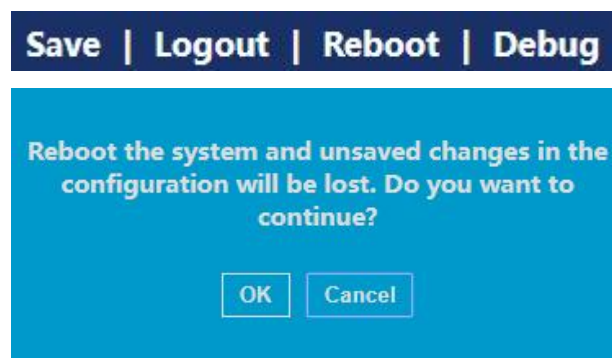 Save | Logout | Reboot | Debug
Reboot the system and unsaved changes in the
configuration will be lost. Do you want to
continue?
OK Cancel